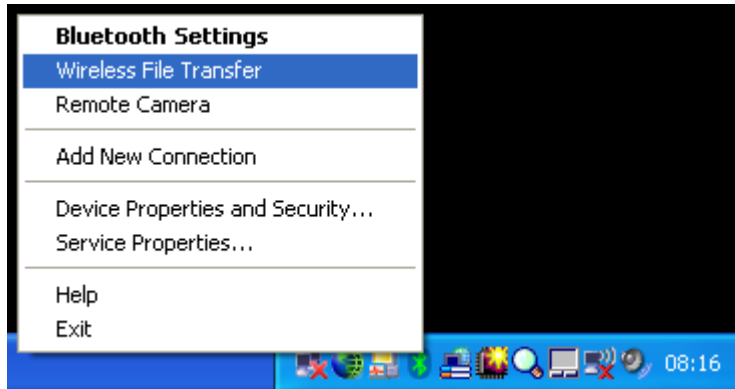 Bluetooth Settings
Wireless File Transfer
Remote Camera
Add New Connection
Device Properties and Security...
Service Properties...
Help
Exit
08:16